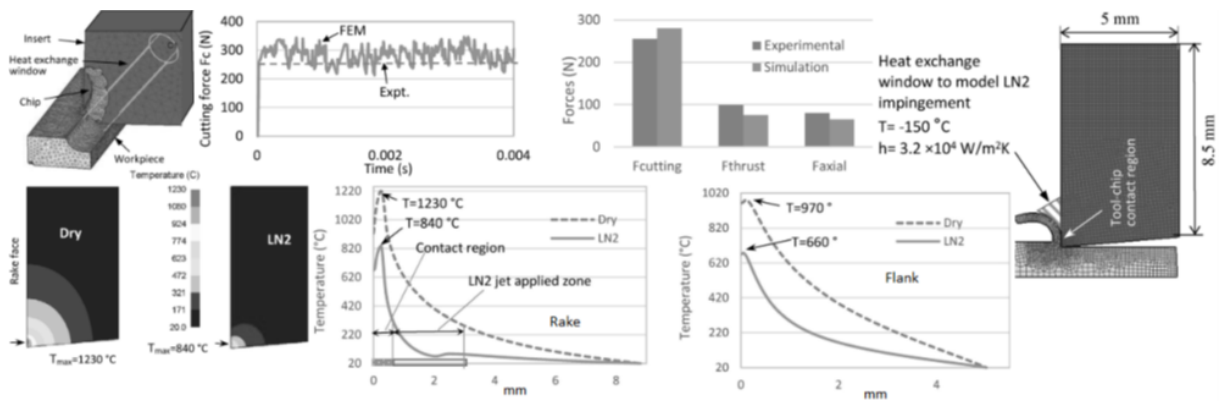 Insert
Heat exchange
window
Chip
Workpiece
Cutting force Fc (N)
400
300
200
100
0
FEM
Expt.
0
0.002
0.004
Time (s)
Forces (N)
300
200
100
0
Experimental
Simulation
Fcutting
Fthrust
Faxial
Heat exchange
window to model LN2
impingement
T= -150 °C
h= 3.2 ×10⁴ W/m²K
5 mm
8.5 mm
Tool-chip
contact region
Rake face
Dry
Tmax=1230 °C
Temperature (C)
1230
1080
924
774
623
472
321
171
20.0
LN2
Tmax=840 °C
Temperature (°C)
1220
1020
820
620
420
220
20
T=1230 °C
T=840 °C
Dry
LN2
Contact region
LN2 jet applied zone
Rake
0
2
4
6
8
mm
Temperature (°C)
1020
820
620
420
220
20
T=970 °
T=660 °
Dry
LN2
Flank
0
2
4
mm